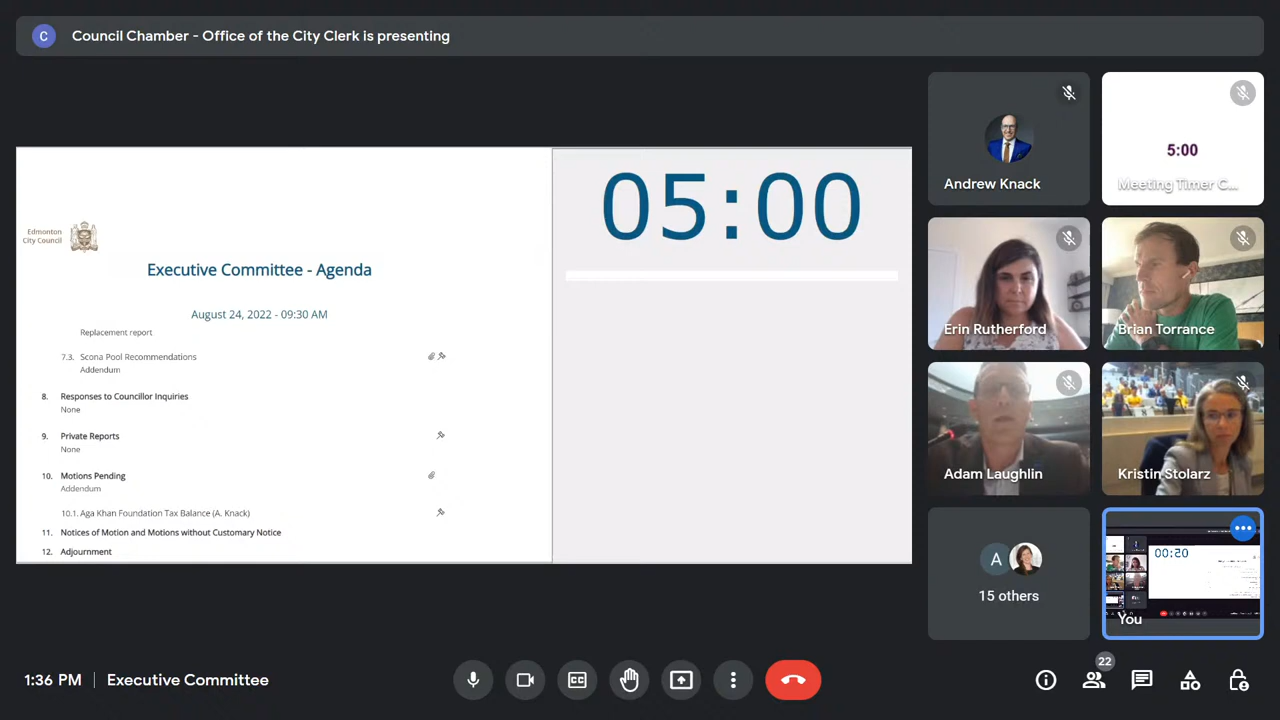 C
Council Chamber - Office of the City Clerk is presenting
Edmonton
City Council
Executive Committee - Agenda
August 24, 2022 - 09:30 AM
Replacement report
7.3. Scona Pool Recommendations
Addendum
8. Responses to Councillor Inquiries
None
9. Private Reports
None
10. Motions Pending
Addendum
10.1. Aga Khan Foundation Tax Balance (A. Knack)
11. Notices of Motion and Motions without Customary Notice
12. Adjournment
05:00
Andrew Knack
5:00
Meeting Timer C...
Erin Rutherford
Brian Torrance
Adam Laughlin
Kristin Stolarz
A
15 others
You
1:36 PM
Executive Committee
22